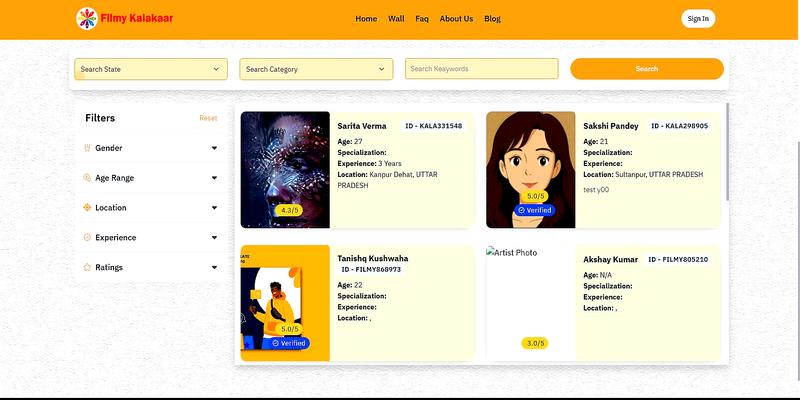 Filmy Kalakaar
Home Wall Faq About Us Blog
Sign In
Search State
Search Category
Search Keaywords
Search
Filters
Reset
Gender
Age Range
Location
Experience
Ratings
Sarita Verma
ID - KALA331548
Age: 27
Specialization:
Experience: 3 Years
Location: Kanpur Dehat, UTTAR
PRADESH
4.3/5
Sakshi Pandey
ID - KALA298905
Age: 21
Specialization:
Experience:
Location: Sultanpur, UTTAR PRADESH
test y00
5.0/5
Verified
Tanishq Kushwaha
ID - FILMY868973
Age: 22
Specialization:
Experience:
Location: ,
5.0/5
Verified
Artist Photo
Akshay Kumar
ID - FILMY805210
Age: N/A
Specialization:
Experience:
Location: ,
3.0/5